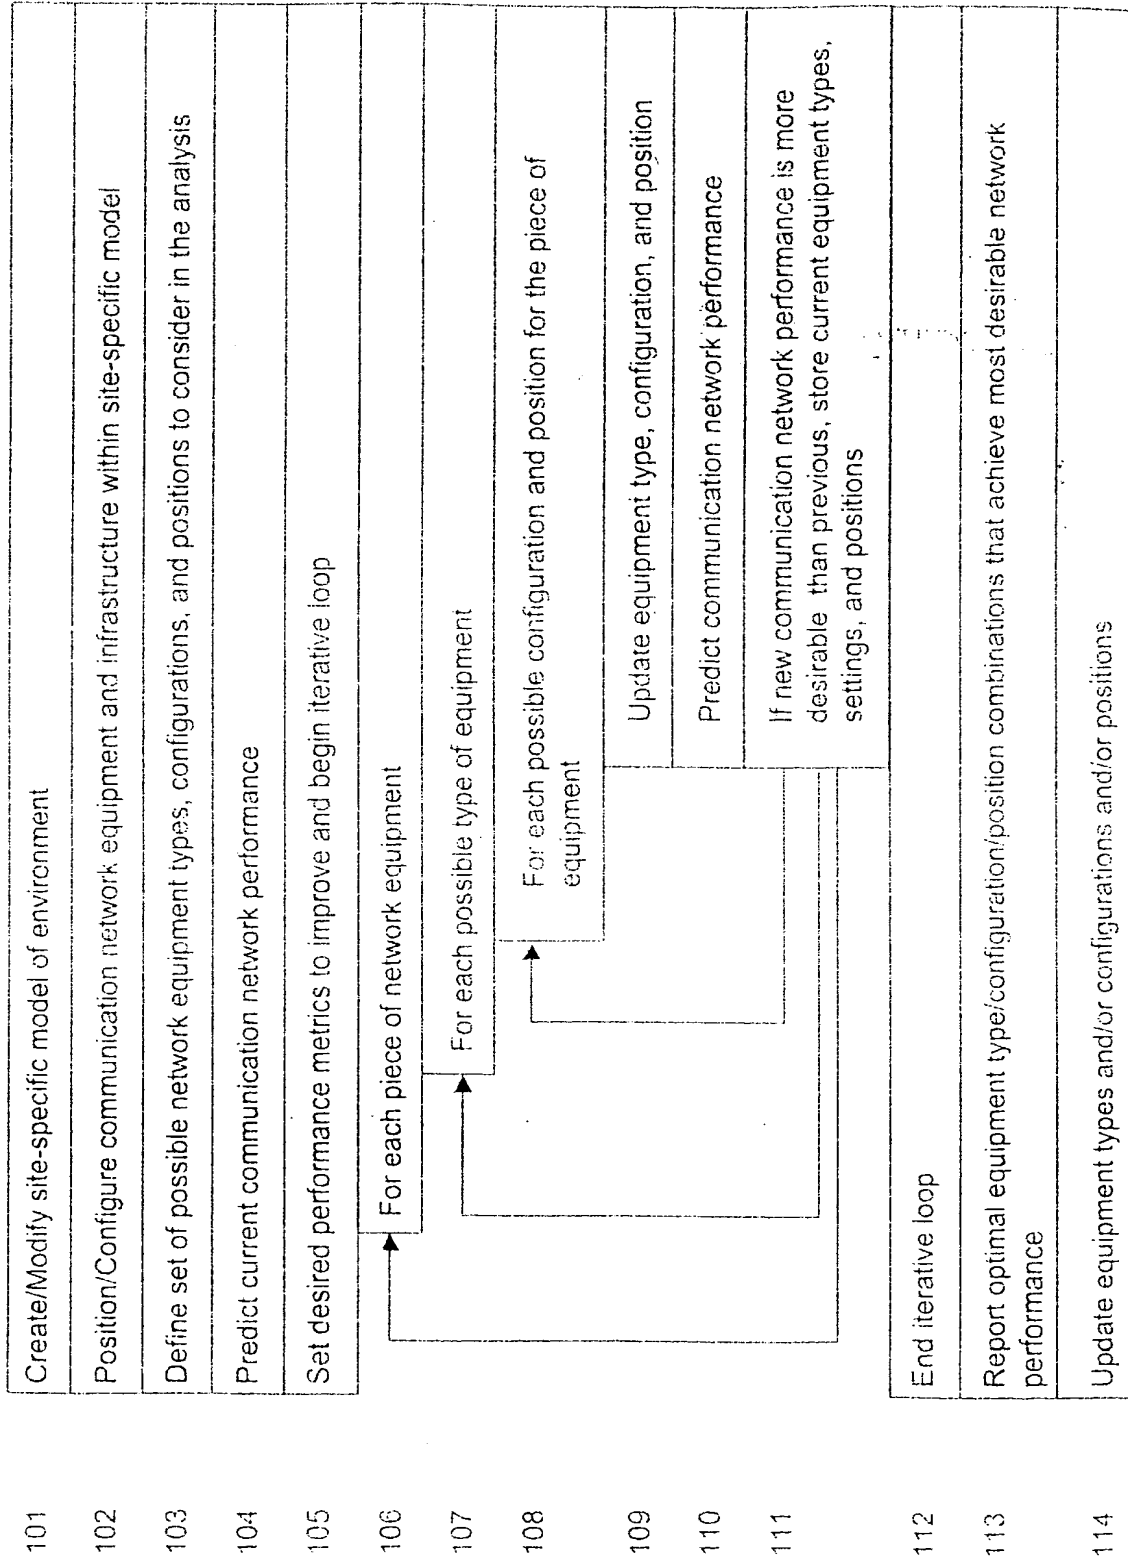 101 Create/Modify site-specific model of environment
102 Position/Configure communication network equipment and infrastructure within site-specific model
103 Define set of possible network equipment types, configurations, and positions to consider in the analysis
104 Predict current communication network performance
105 Set desired performance metrics to improve and begin iterative loop
106 For each piece of network equipment
107 For each possible type of equipment
108 For each possible configuration and position for the piece of
equipment
109 Update equipment type, configuration, and position
110 Predict communication network performance
111 If new communication network performance is more
desirable than previous, store current equipment types,
settings, and positions
112 End iterative loop
113 Report optimal equipment type/configuration/position combinations that achieve most desirable network
performance
114 Update equipment types and/or configurations and/or positions